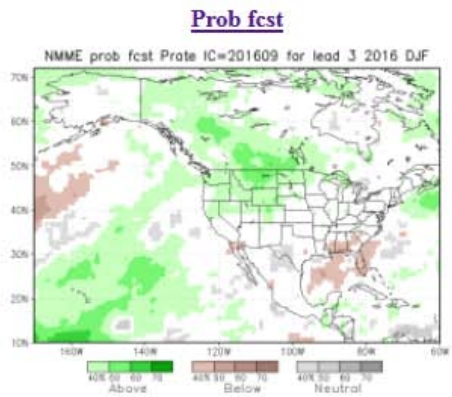 Prob fcst
NMME prob fcst Prate IC=201609 for lead 3 2016 DJF
70N
60N
50N
40N
30N
20N
10N
160W 140W 120W 100W 80W 60W
40% 50 60 70 40% 50 60 70 40% 50 60 70
Above Below Neutral